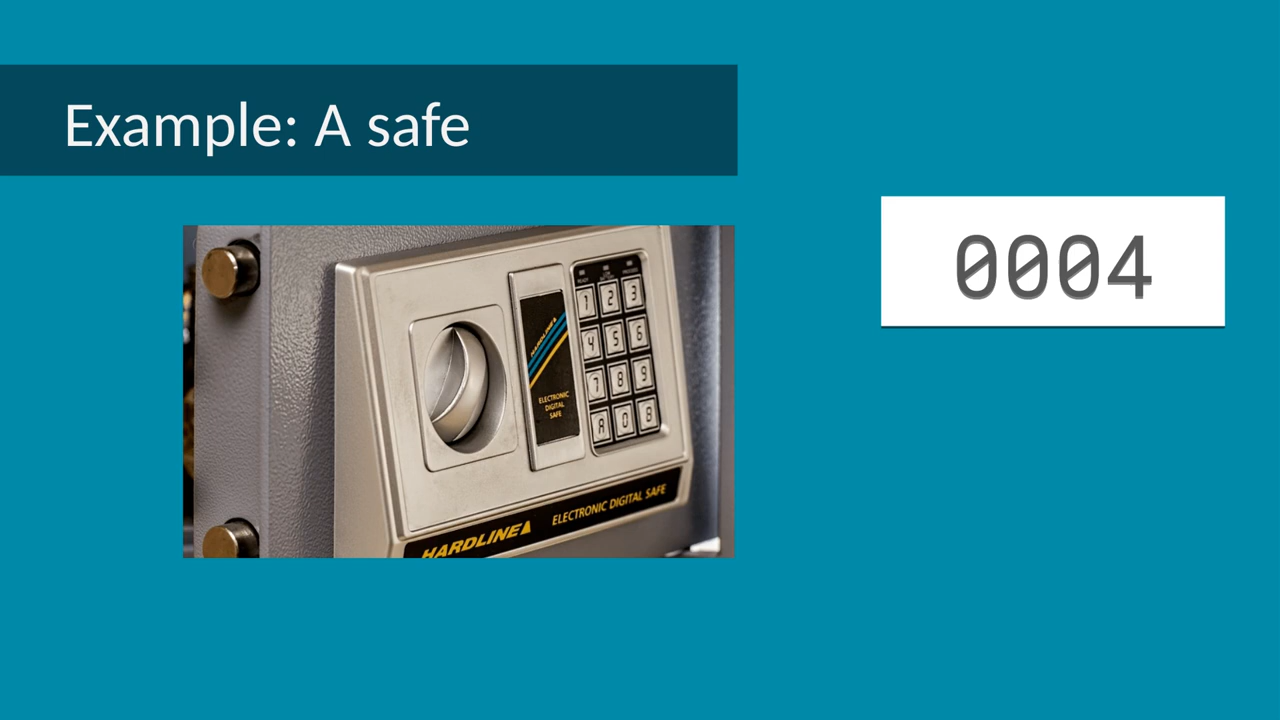 Example: A safe
0004
HARDLINE
ELECTRONIC
DIGITAL
SAFE
1 2 3
4 5 6
7 8 9
A 0 B
HARDLINE ELECTRONIC DIGITAL SAFE